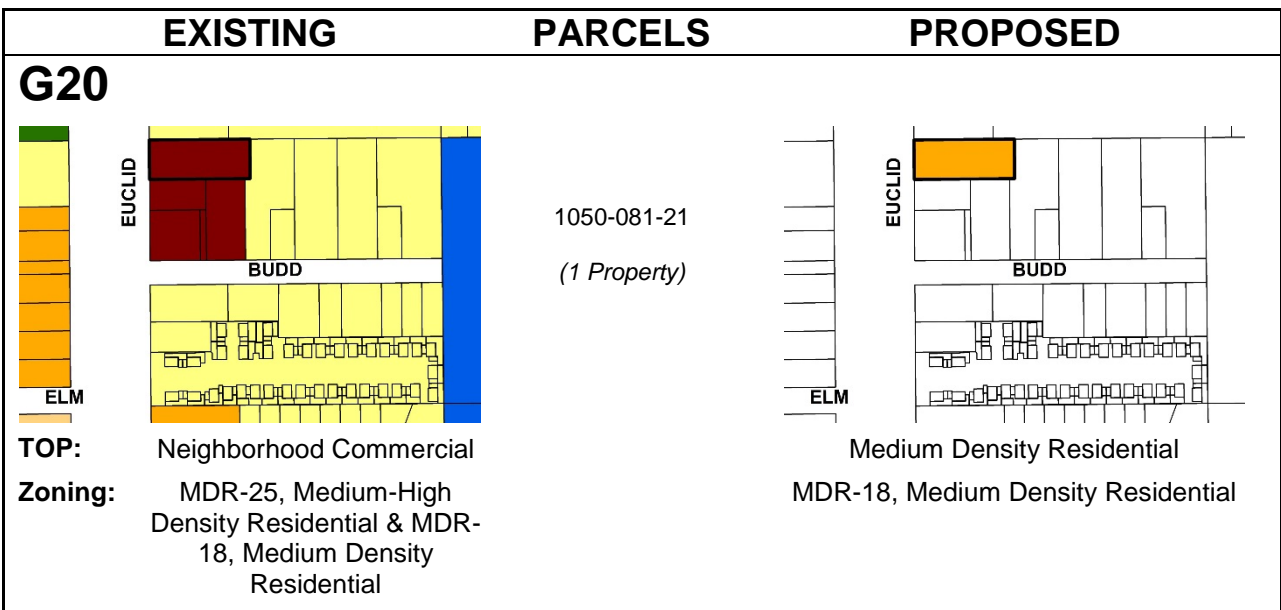 EXISTING PARCELS PROPOSED
G20
EUCLID
BUDD
ELM
1050-081-21
(1 Property)
EUCLID
BUDD
ELM
TOP: Neighborhood Commercial Medium Density Residential
Zoning: MDR-25, Medium-High MDR-18, Medium Density Residential
Density Residential & MDR-
18, Medium Density
Residential